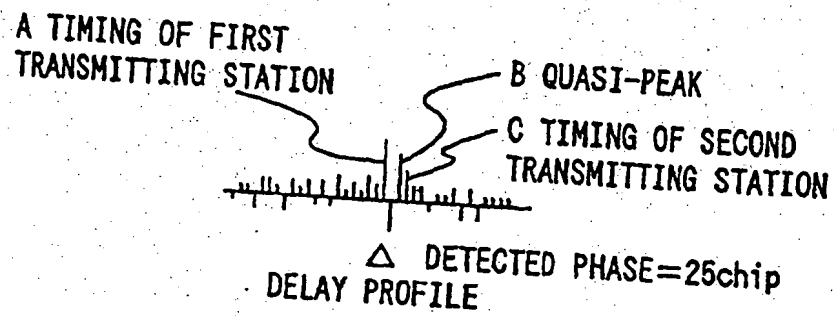 A TIMING OF FIRST
TRANSMITTING STATION
B QUASI-PEAK
C TIMING OF SECOND
TRANSMITTING STATION
△ DETECTED PHASE=25chip
DELAY PROFILE